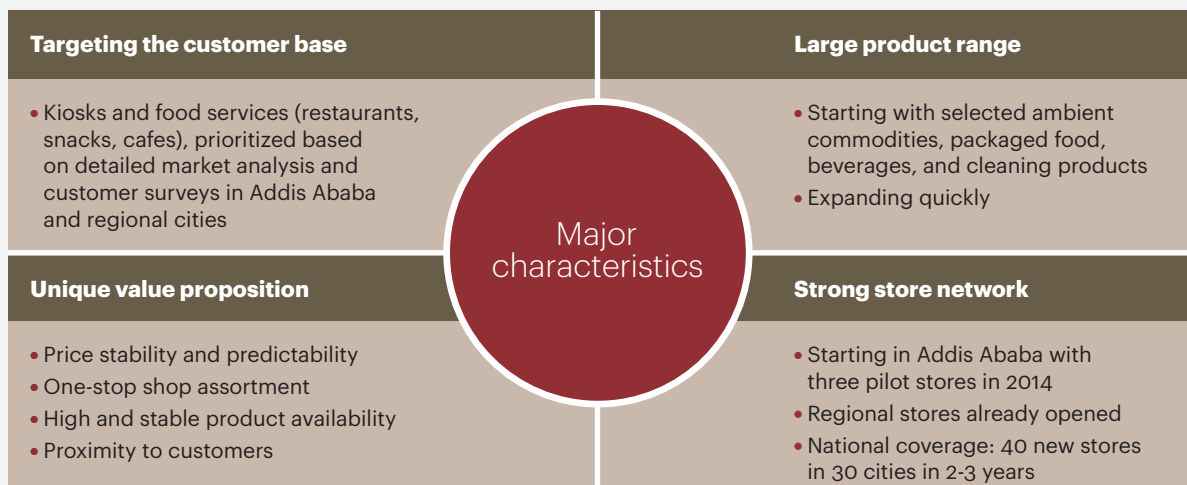 Targeting the customer base
• Kiosks and food services (restaurants,
snacks, cafes), prioritized based
on detailed market analysis and
customer surveys in Addis Ababa
and regional cities
Large product range
• Starting with selected ambient
commodities, packaged food,
beverages, and cleaning products
• Expanding quickly
Major
characteristics
Unique value proposition
• Price stability and predictability
• One-stop shop assortment
• High and stable product availability
• Proximity to customers
Strong store network
• Starting in Addis Ababa with
three pilot stores in 2014
• Regional stores already opened
• National coverage: 40 new stores
in 30 cities in 2-3 years